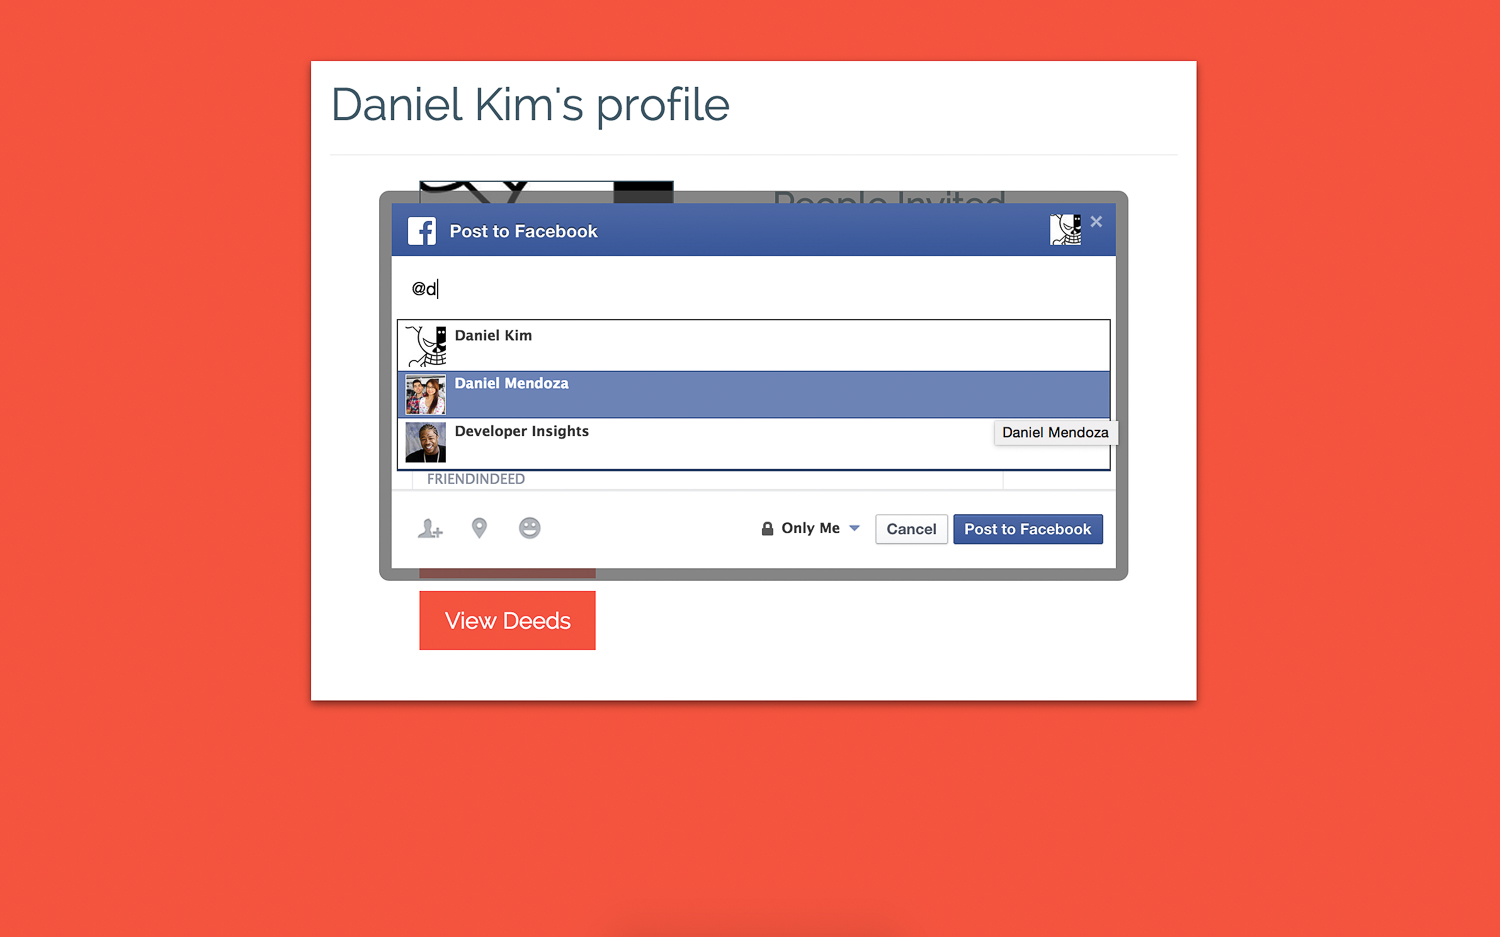 Daniel Kim's profile
People Invited
Post to Facebook
@d
Daniel Kim
Daniel Mendoza
Developer Insights
Daniel Mendoza
FRIENDINDEED
Only Me
Cancel
Post to Facebook
View Deeds